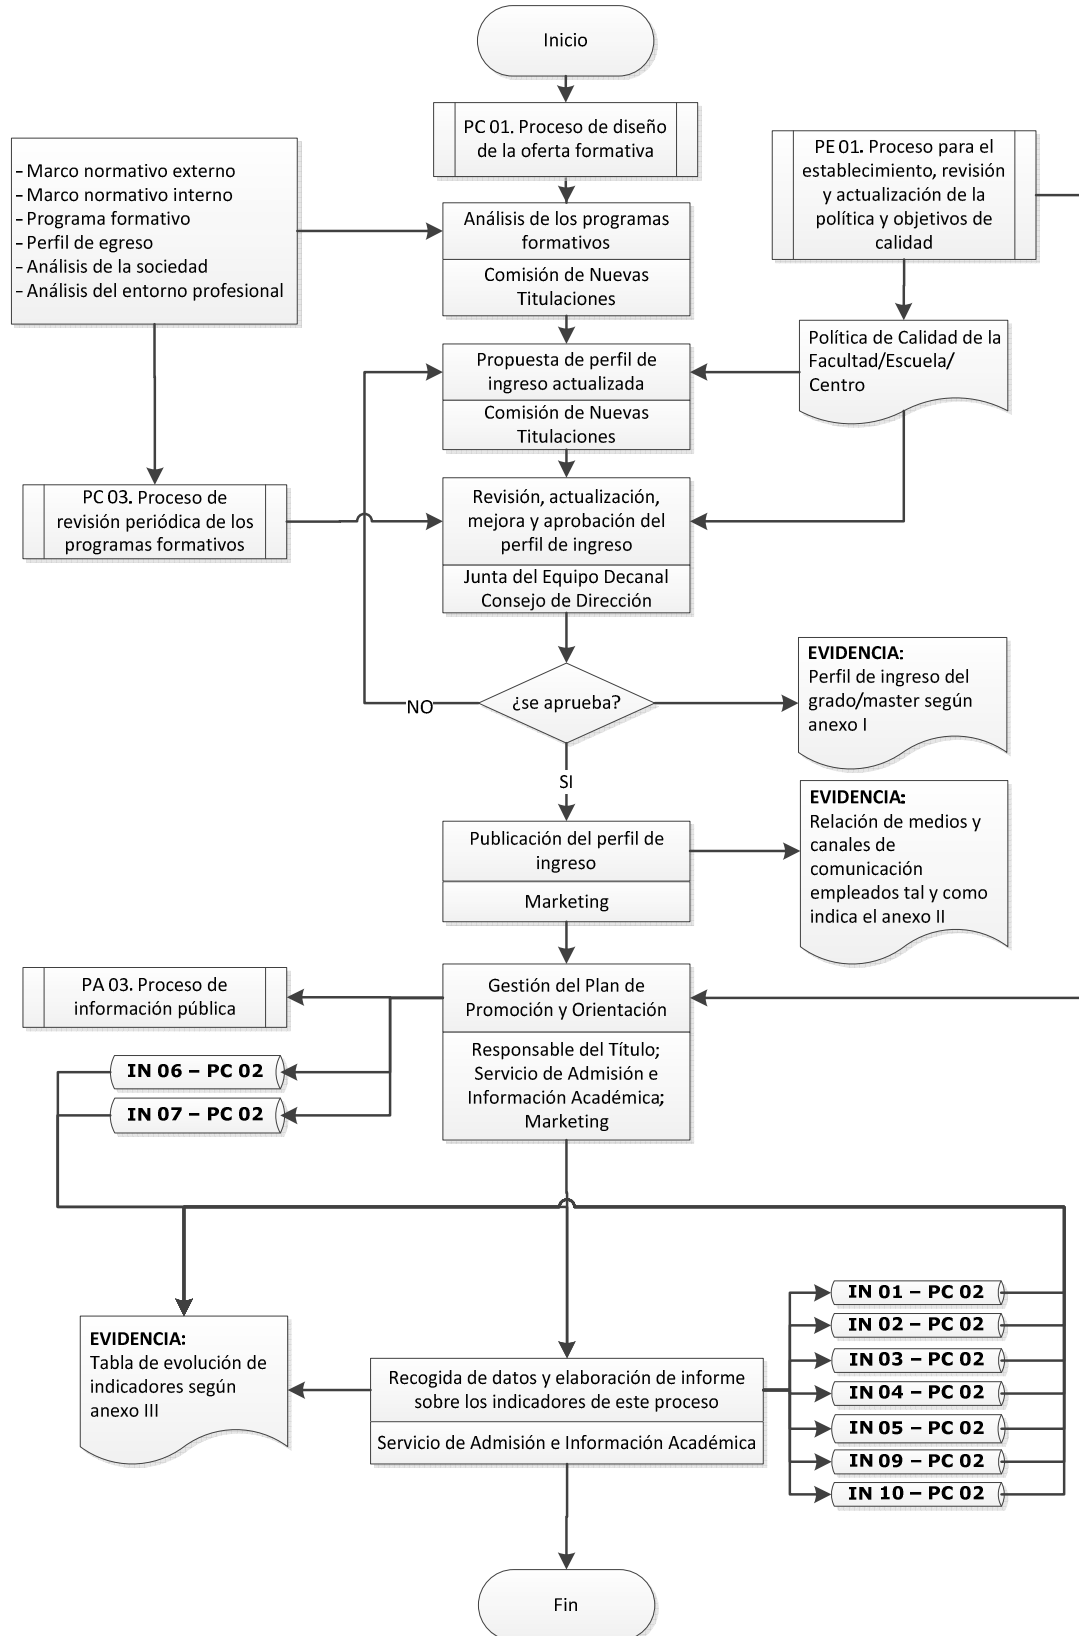 Inicio
PC 01. Proceso de diseño
de la oferta formativa
PE 01. Proceso para el
establecimiento, revisión
y actualización de la
política y objetivos de
calidad
- Marco normativo externo
- Marco normativo interno
- Programa formativo
- Perfil de egreso
- Análisis de la sociedad
- Análisis del entorno profesional
Análisis de los programas
formativos
Comisión de Nuevas
Titulaciones
Política de Calidad de la
Facultad/Escuela/
Centro
Propuesta de perfil de
ingreso actualizada
Comisión de Nuevas
Titulaciones
PC 03. Proceso de
revisión periódica de los
programas formativos
Revisión, actualización,
mejora y aprobación del
perfil de ingreso
Junta del Equipo Decanal
Consejo de Dirección
¿se aprueba?
NO
SI
EVIDENCIA:
Perfil de ingreso del
grado/master según
anexo I
EVIDENCIA:
Relación de medios y
canales de
comunicación
empleados tal y como
indica el anexo II
Publicación del perfil de
ingreso
Marketing
PA 03. Proceso de
información pública
Gestión del Plan de
Promoción y Orientación
Responsable del Título;
Servicio de Admisión e
Información Académica;
Marketing
IN 06 – PC 02
IN 07 – PC 02
EVIDENCIA:
Tabla de evolución de
indicadores según
anexo III
Recogida de datos y elaboración de informe
sobre los indicadores de este proceso
Servicio de Admisión e Información Académica
IN 01 – PC 02
IN 02 – PC 02
IN 03 – PC 02
IN 04 – PC 02
IN 05 – PC 02
IN 09 – PC 02
IN 10 – PC 02
Fin